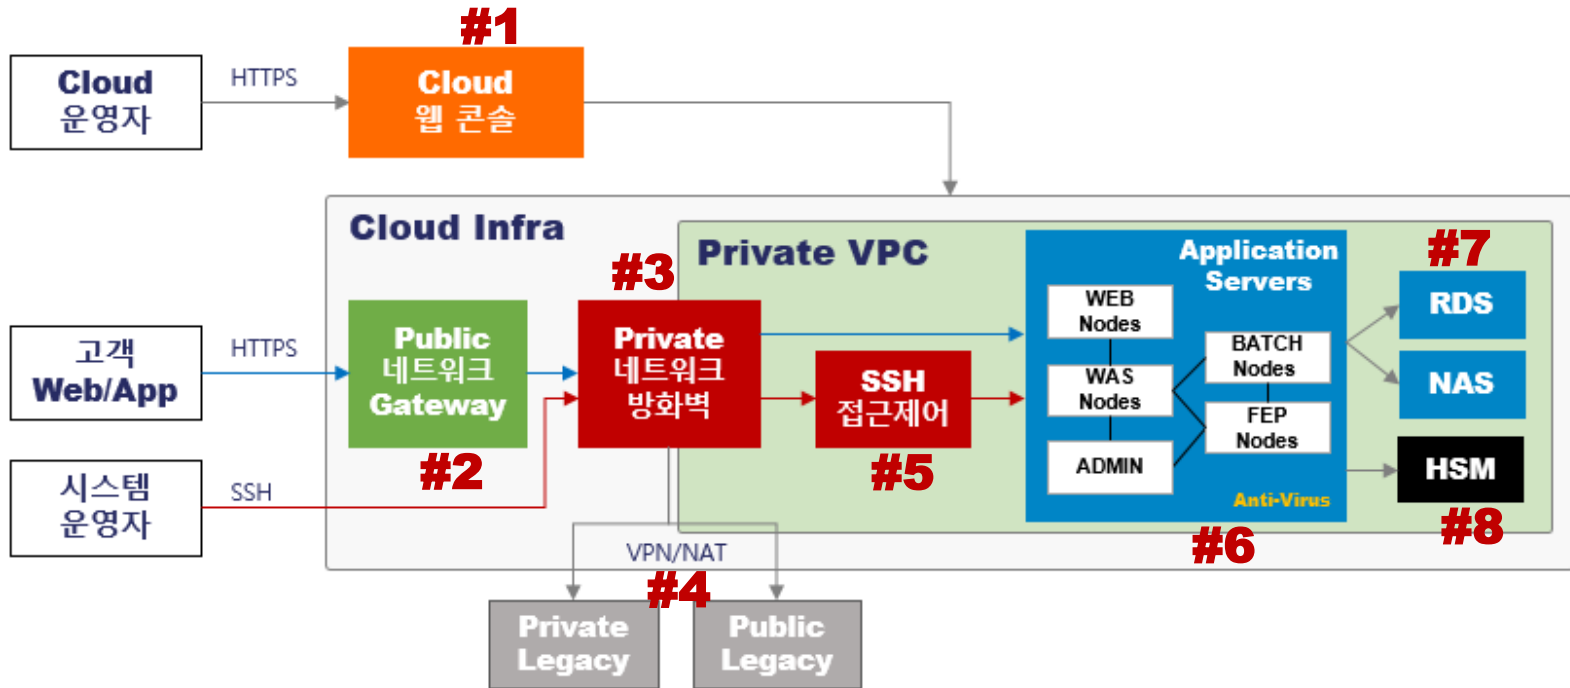 #1
Cloud
운영자
HTTPS
Cloud
웹 콘솔
Cloud Infra
#3
Private VPC
Application
Servers
#7
고객
Web/App
HTTPS
Public
네트워크
Gateway
#2
Private
네트워크
방화벽
SSH
접근제어
#5
WEB
Nodes
WAS
Nodes
ADMIN
BATCH
Nodes
FEP
Nodes
Anti-Virus
#6
RDS
NAS
HSM
#8
시스템
운영자
SSH
VPN/NAT
#4
Private
Legacy
Public
Legacy